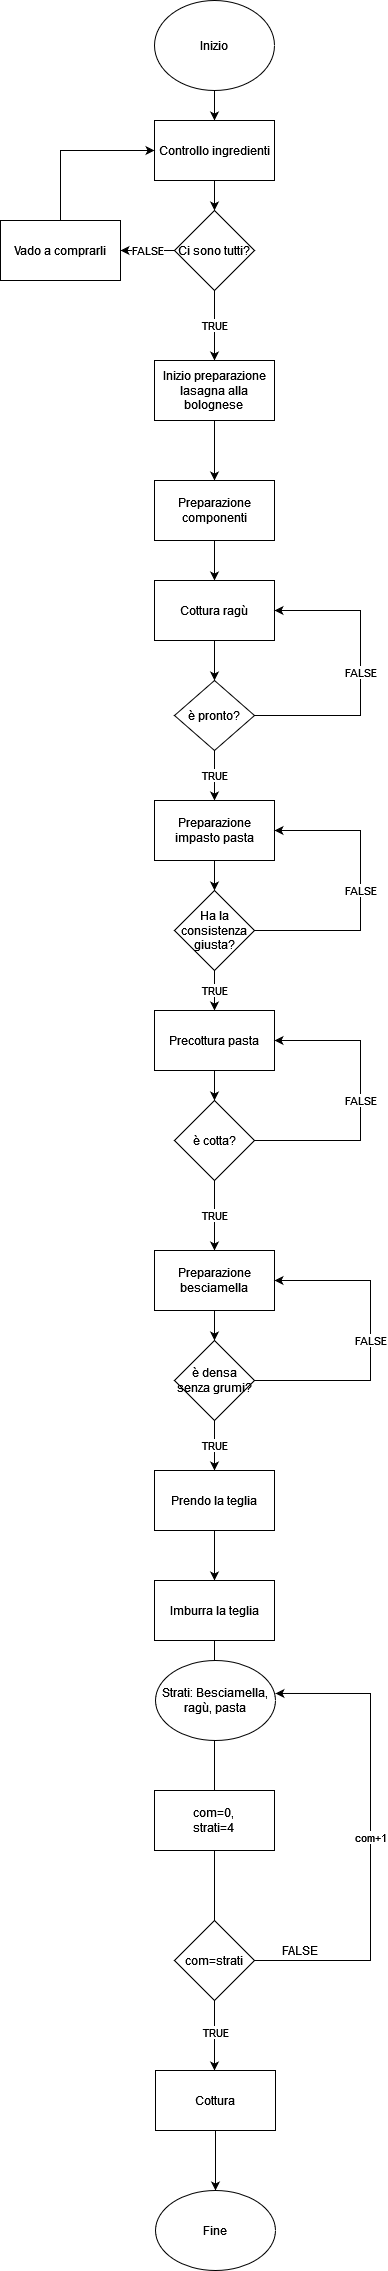 Inizio
Controllo ingredienti
Vado a comprarli
FALSE
Ci sono tutti?
TRUE
Inizio preparazione
lasagna alla
bolognese
Preparazione
componenti
Cottura ragù
FALSE
è pronto?
TRUE
Preparazione
impasto pasta
FALSE
Ha la
consistenza
giusta?
TRUE
Precottura pasta
FALSE
è cotta?
TRUE
Preparazione
besciamella
FALSE
è densa
senza grumi?
TRUE
Prendo la teglia
Imburra la teglia
Strati: Besciamella,
ragù, pasta
com=0,
strati=4
com+1
FALSE
com=strati
TRUE
Cottura
Fine